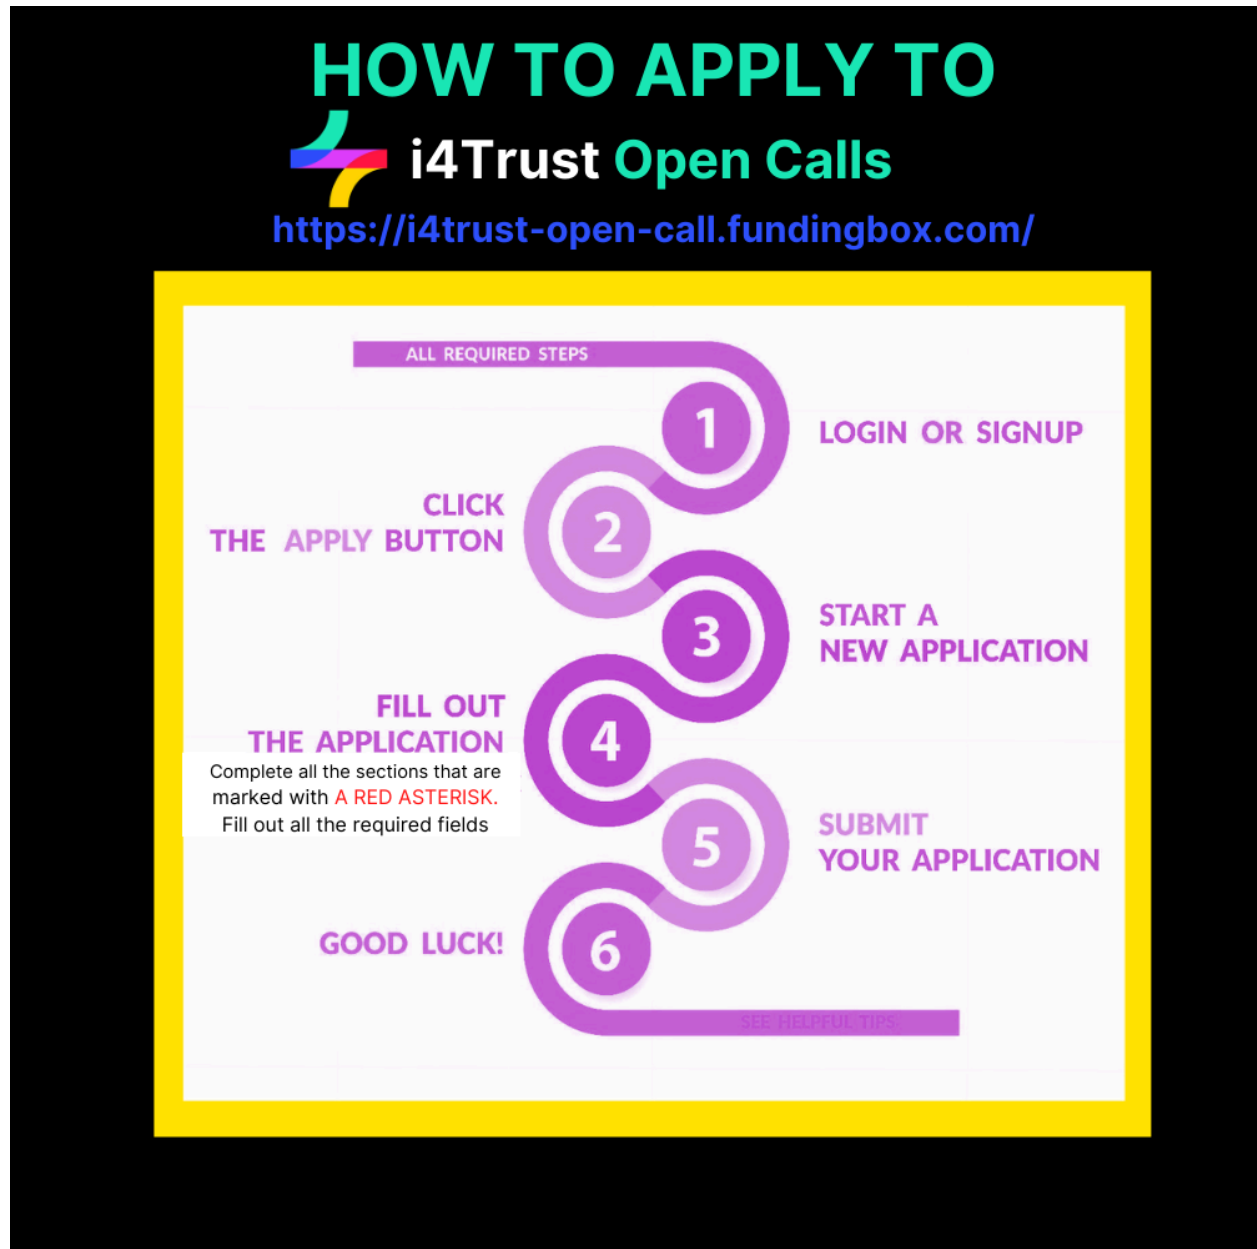 HOW TO APPLY TO
i4Trust Open Calls
https://i4trust-open-call.fundingbox.com/
ALL REQUIRED STEPS
1
LOGIN OR SIGNUP
CLICK
THE APPLY BUTTON
2
3
START A
NEW APPLICATION
FILL OUT
THE APPLICATION
Complete all the sections that are
marked with A RED ASTERISK.
Fill out all the required fields
4
5
SUBMIT
YOUR APPLICATION
GOOD LUCK!
6
SEE HELPFUL TIPS